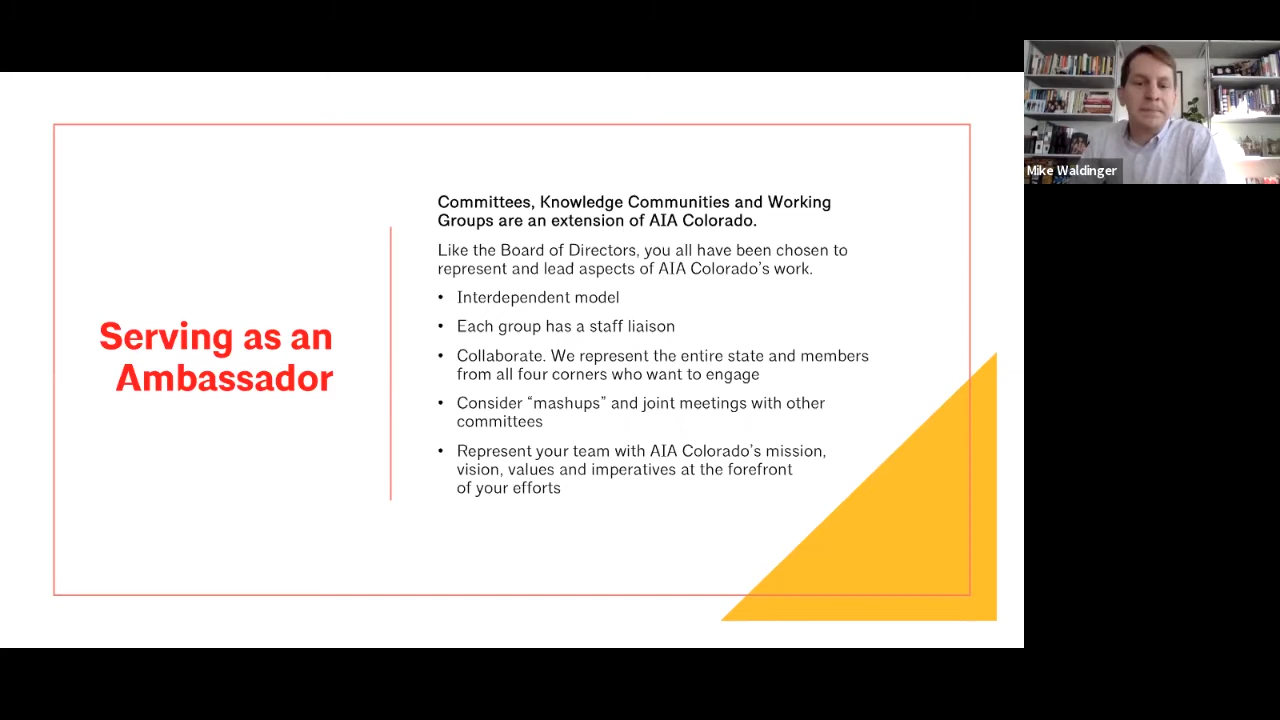 Serving as an
Ambassador
Committees, Knowledge Communities and Working
Groups are an extension of AIA Colorado.
Like the Board of Directors, you all have been chosen to
represent and lead aspects of AIA Colorado's work.
• Interdependent model
• Each group has a staff liaison
• Collaborate. We represent the entire state and members
from all four corners who want to engage
• Consider “mashups” and joint meetings with other
committees
• Represent your team with AIA Colorado's mission,
vision, values and imperatives at the forefront
of your efforts
Mike Waldinger